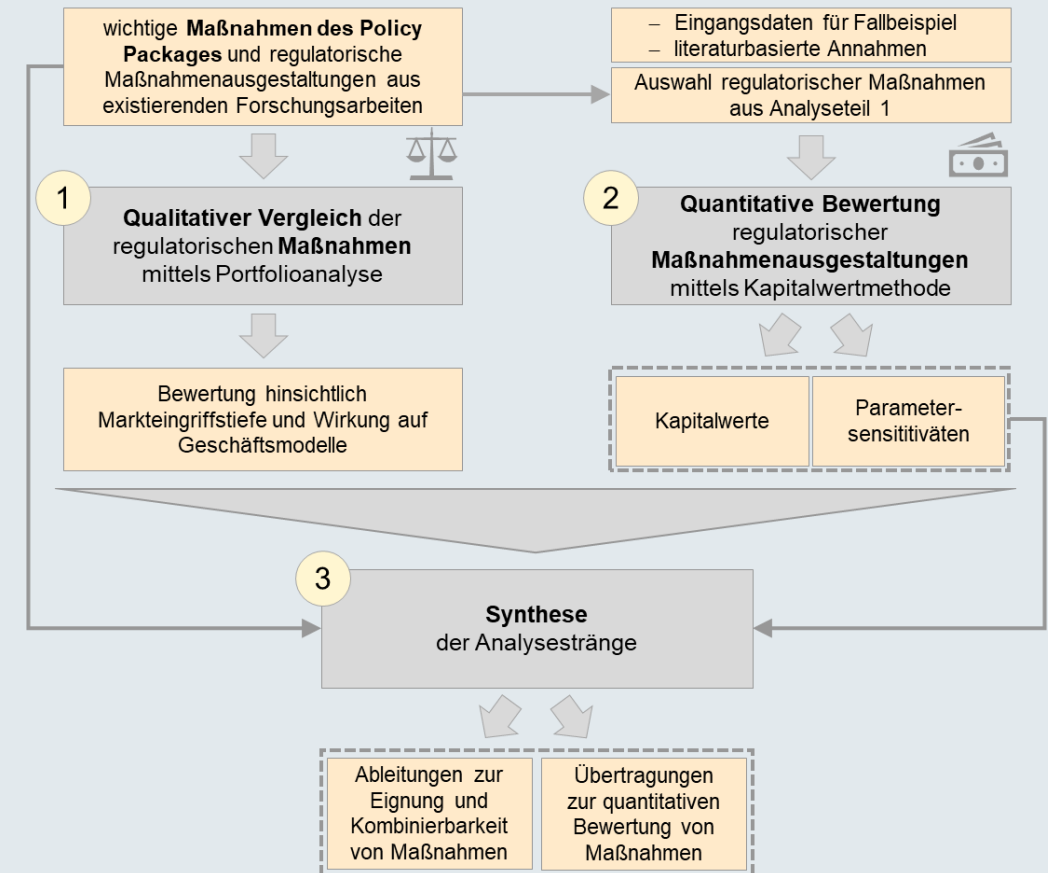 wichtige Maßnahmen des Policy
Packages und regulatorische
Maßnahmenausgestaltungen aus
existierenden Forschungsarbeiten
– Eingangsdaten für Fallbeispiel
– literaturbasierte Annahmen
Auswahl regulatorischer Maßnahmen
aus Analyseteil 1
1
Qualitativer Vergleich der
regulatorischen Maßnahmen
mittels Portfolioanalyse
2
Quantitative Bewertung
regulatorischer
Maßnahmenausgestaltungen
mittels Kapitalwertmethode
Bewertung hinsichtlich
Markteingriffstiefe und Wirkung auf
Geschäftsmodelle
Kapitalwerte
Parameter-
sensititiväten
3
Synthese
der Analysestränge
Ableitungen zur
Eignung und
Kombinierbarkeit
von Maßnahmen
Übertragungen
zur quantitativen
Bewertung von
Maßnahmen